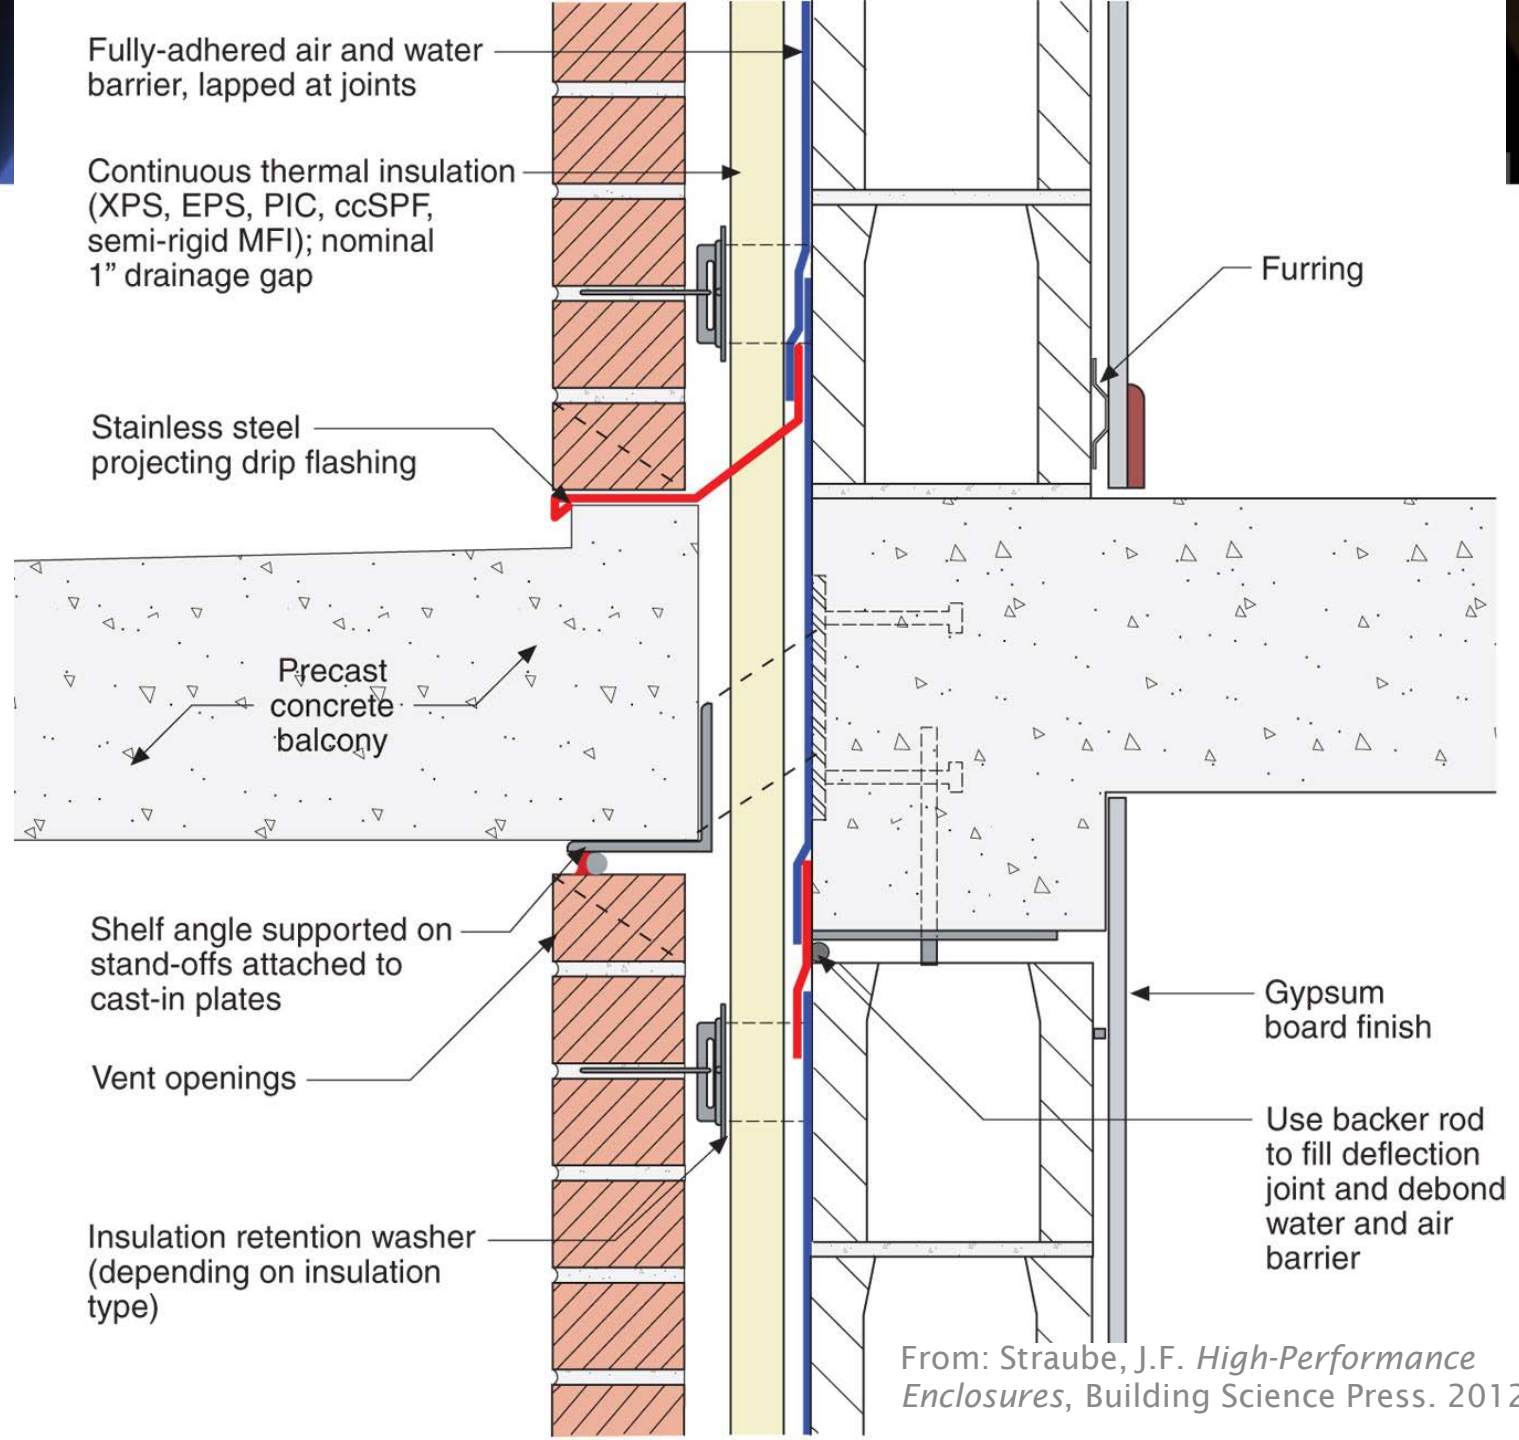 Fully-adhered air and water
barrier, lapped at joints
Continuous thermal insulation
(XPS, EPS, PIC, ccSPF,
semi-rigid MFI); nominal
1” drainage gap
Furring
Stainless steel
projecting drip flashing
Precast
concrete
balcony
Shelf angle supported on
stand-offs attached to
cast-in plates
Vent openings
Gypsum
board finish
Use backer rod
to fill deflection
joint and debond
water and air
barrier
Insulation retention washer
(depending on insulation
type)
From: Straube, J.F. High-Performance
Enclosures, Building Science Press. 2012